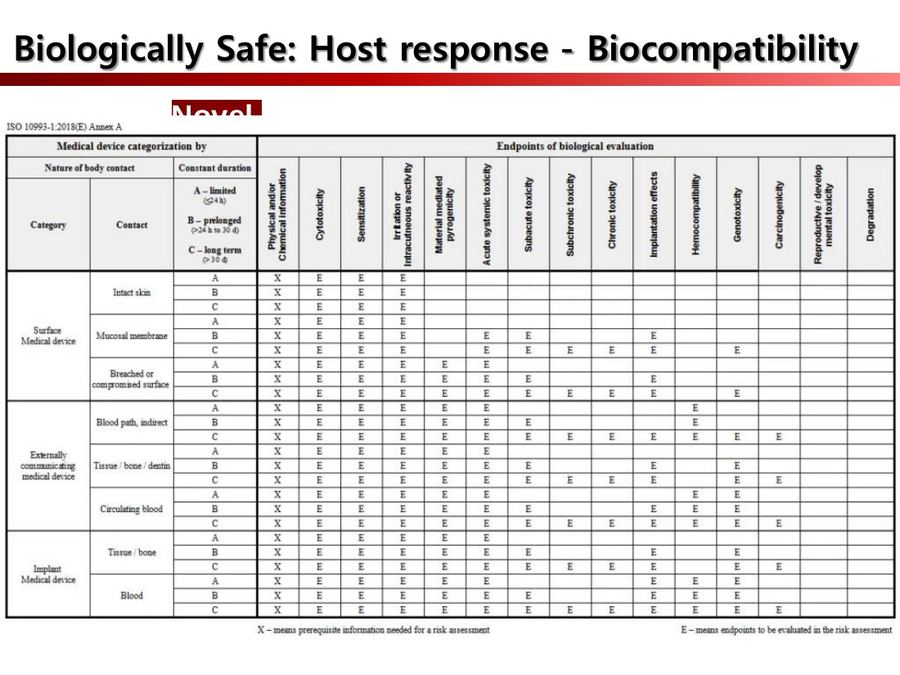 Biologically Safe: Host response - Biocompatibility
Novel
ISO 10993-1:2018(E) Annex A
Medical device categorization by Endpoints of biological evaluation
Nature of body contact Constant duration
Category Contact
A – limited
(≤24 h)
B – prolonged
(>24 h to 30 d)
C – long term
(> 30 d)
Physical and/or
Chemical information
Cytotoxicity
Sensitization
Irritation or
Intracutneous reactivity
Material mediated
pyrogenicity
Acute systemic toxicity
Subacute toxicity
Subchronic toxicity
Chronic toxicity
Implantation effects
Hemocompatibility
Genotoxicity
Carcinogenicity
Reproductive / develop
mental toxicity
Degradation
Surface
Medical device
Intact skin
A X E E E
B X E E E
C X E E E
Mucosal membrane
A X E E E
B X E E E E E E
C X E E E E E E E E E
Breached or
compromised surface
A X E E E E E
B X E E E E E E E
C X E E E E E E E E E E
Externally
communicating
medical device
Blood path, indirect
A X E E E E E E
B X E E E E E E E
C X E E E E E E E E E E E E
Tissue / bone / dentin
A X E E E E E
B X E E E E E E E E
C X E E E E E E E E E E E
Circulating blood
A X E E E E E E E
B X E E E E E E E E E
C X E E E E E E E E E E E E
Implant
Medical device
Tissue / bone
A X E E E E E
B X E E E E E E E E
C X E E E E E E E E E E E
Blood
A X E E E E E E E E
B X E E E E E E E E E
C X E E E E E E E E E E E E
X – means prerequisite information needed for a risk assessment
E – means endpoints to be evaluated in the risk assessment